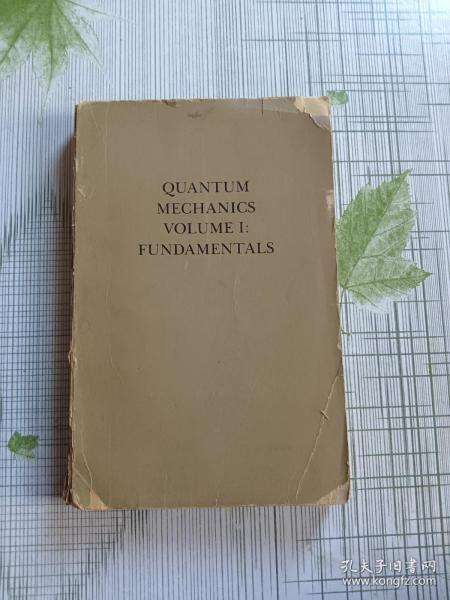 QUANTUM
MECHANICS
VOLUME I:
FUNDAMENTALS
孔夫子旧书网
www.kongfz.com